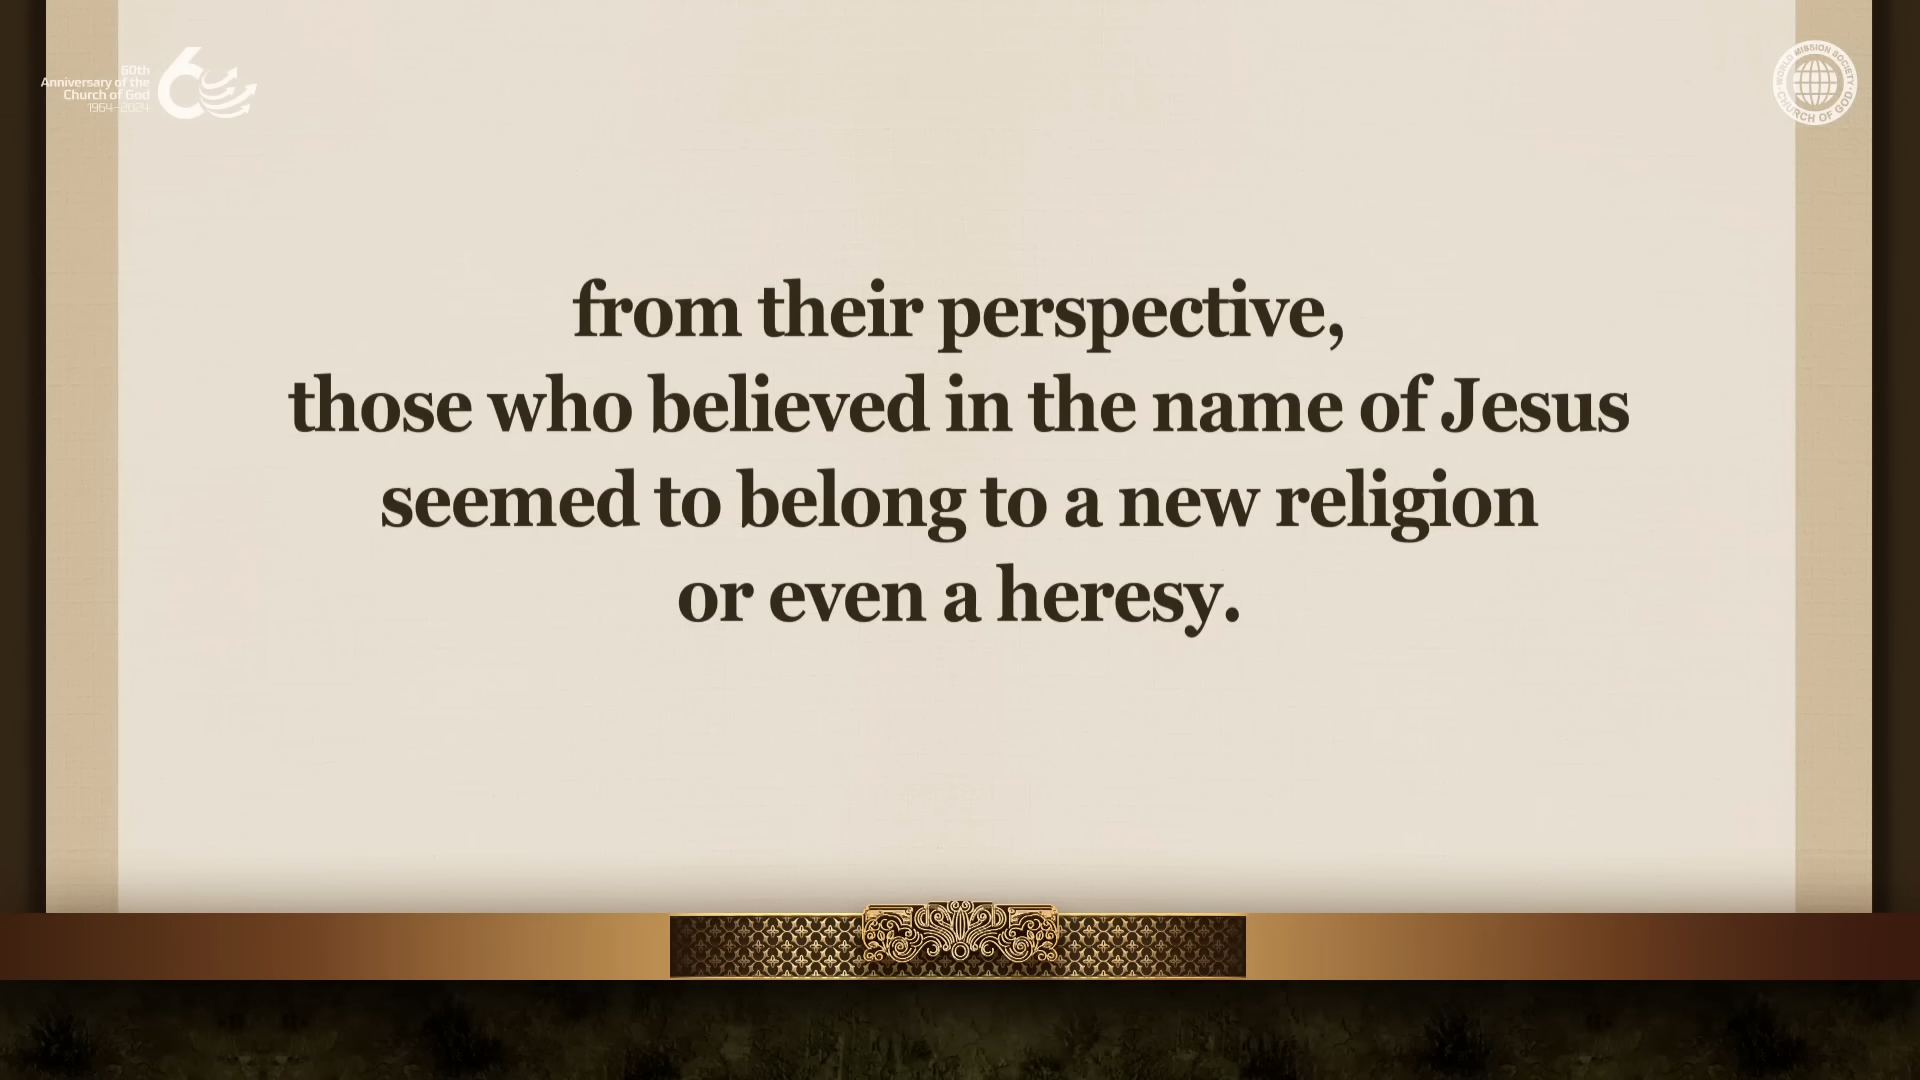 60th
Anniversary of the
Church of God
1964–2024
WORLD MISSION SOCIETY
CHURCH OF GOD
from their perspective,
those who believed in the name of Jesus
seemed to belong to a new religion
or even a heresy.